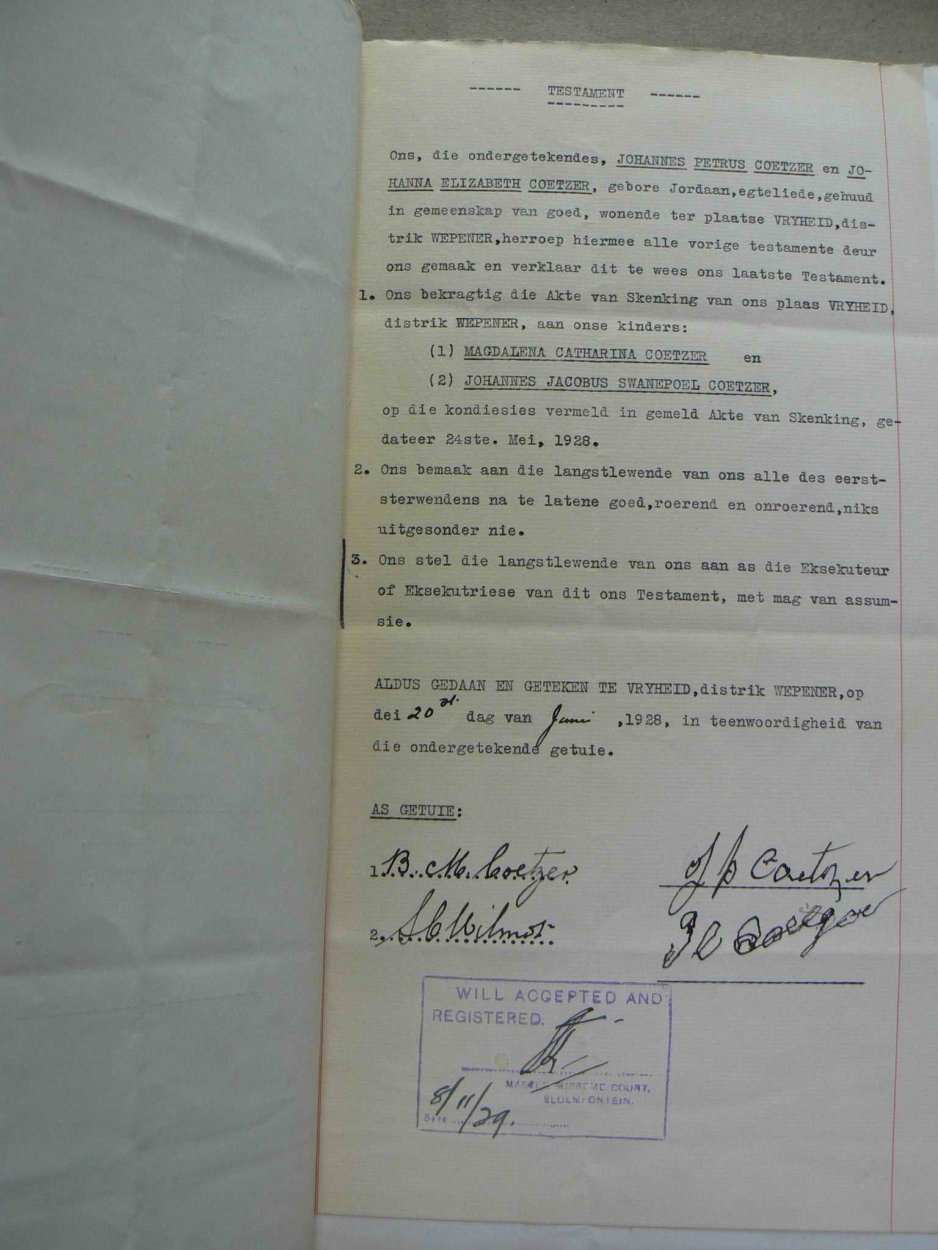 ------ TESTAMENT ------
Ons, die ondergetekendes, JOHANNES PETRUS COETZER en JO-
HANNA ELIZABETH COETZER, gebore Jordaan,egteliede,gehuud
in gemeenskap van goed, wonende ter plaatse VRYHEID,dis-
trik WEPENER,herroep hiermee alle vorige testamente deur
ons gemaak en verklaar dit te wees ons laatste Testament.
1. Ons bekragtig die Akte van Skenking van ons plaas VRYHEID,
distrik WEPENER, aan onse kinders:
(1) MAGDALENA CATHARINA COETZER en
(2) JOHANNES JACOBUS SWANEPOEL COETZER,
op die kondiesies vermeld in gemeld Akte van Skenking, ge-
dateer 24ste. Mei, 1928.
2. Ons bemaak aan die langstlewende van ons alle des eerst-
sterwendens na te latene goed,roerend en onroerend,niks
uitgesonder nie.
3. Ons stel die langstlewende van ons aan as die Eksekuteur
of Eksekutriese van dit ons Testament, met mag van assum-
sie.
ALDUS GEDAAN EN GETEKEN TE VRYHEID,distrik WEPENER,op
dei 20 dag van Juni ,1928, in teenwoordigheid van
die ondergetekende getuie.
AS GETUIE:
1. B. M. Coetzer
J P Coetzer
2.
WILL ACCEPTED AND
REGISTERED.
MASTER SUPREME COURT,
BLOEMFONTEIN.
8/11/29.
Date